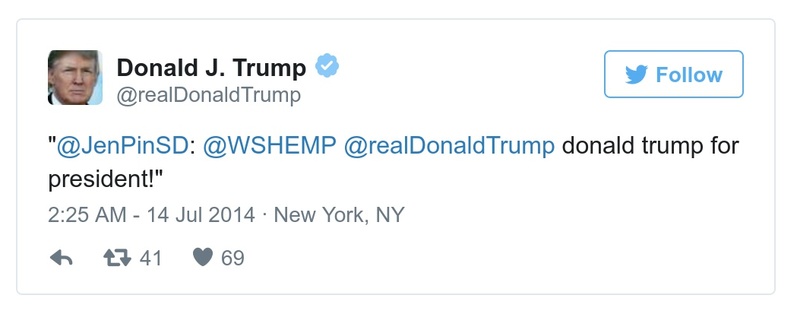 Donald J. Trump
@realDonaldTrump
Follow
"@JenPinSD: @WSHEMP @realDonaldTrump donald trump for
president!"
2:25 AM - 14 Jul 2014 · New York, NY
41 69